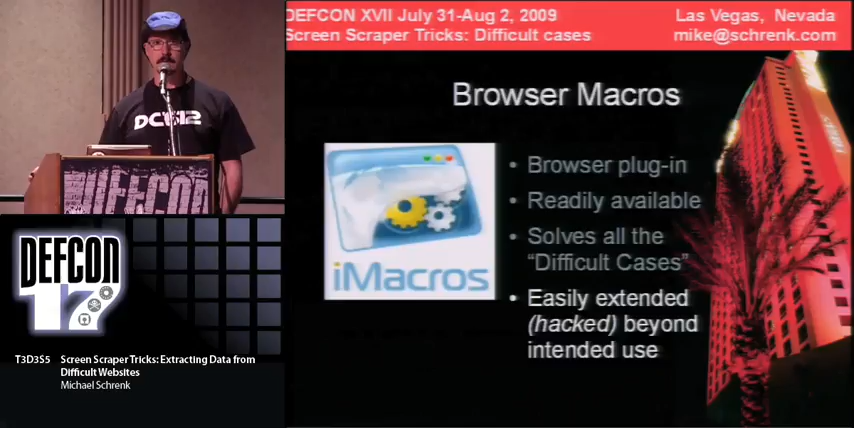 DEFCON XVII July 31-Aug 2, 2009
Las Vegas, Nevada
Screen Scraper Tricks: Difficult cases
mike@schrenk.com
Browser Macros
iMacros
• Browser plug-in
• Readily available
• Solves all the
"Difficult Cases"
• Easily extended
(hacked) beyond
intended use
DC612
DEFCON
DEFCON
17
T3D3S5
Screen Scraper Tricks: Extracting Data from
Difficult Websites
Michael Schrenk